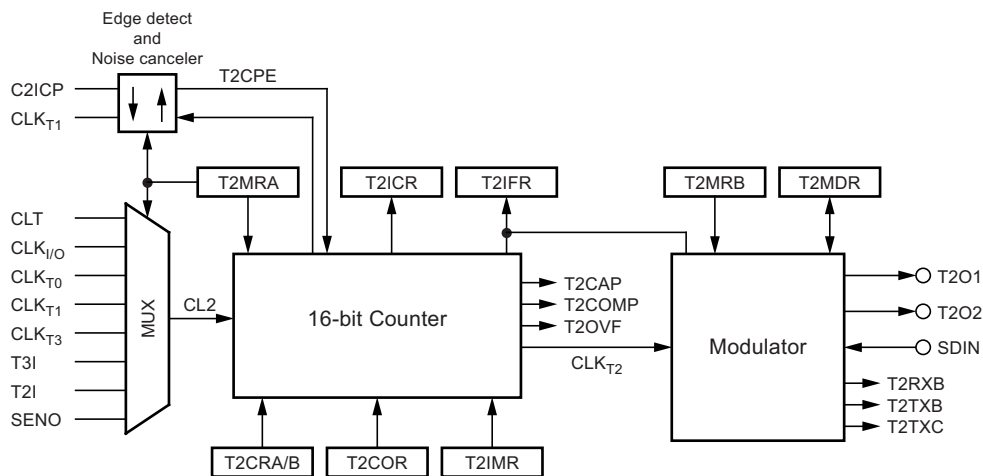 Edge detect
and
Noise canceler
C2ICP
CLKT1
T2CPE
T2MRA
T2ICR
T2IFR
T2MRB
T2MDR
CLT
CLKI/O
CLKT0
CLKT1
CLKT3
T3I
T2I
SENO
MUX
CL2
16-bit Counter
T2CAP
T2COMP
T2OVF
CLKT2
Modulator
T2O1
T2O2
SDIN
T2RXB
T2TXB
T2TXC
T2CRA/B
T2COR
T2IMR